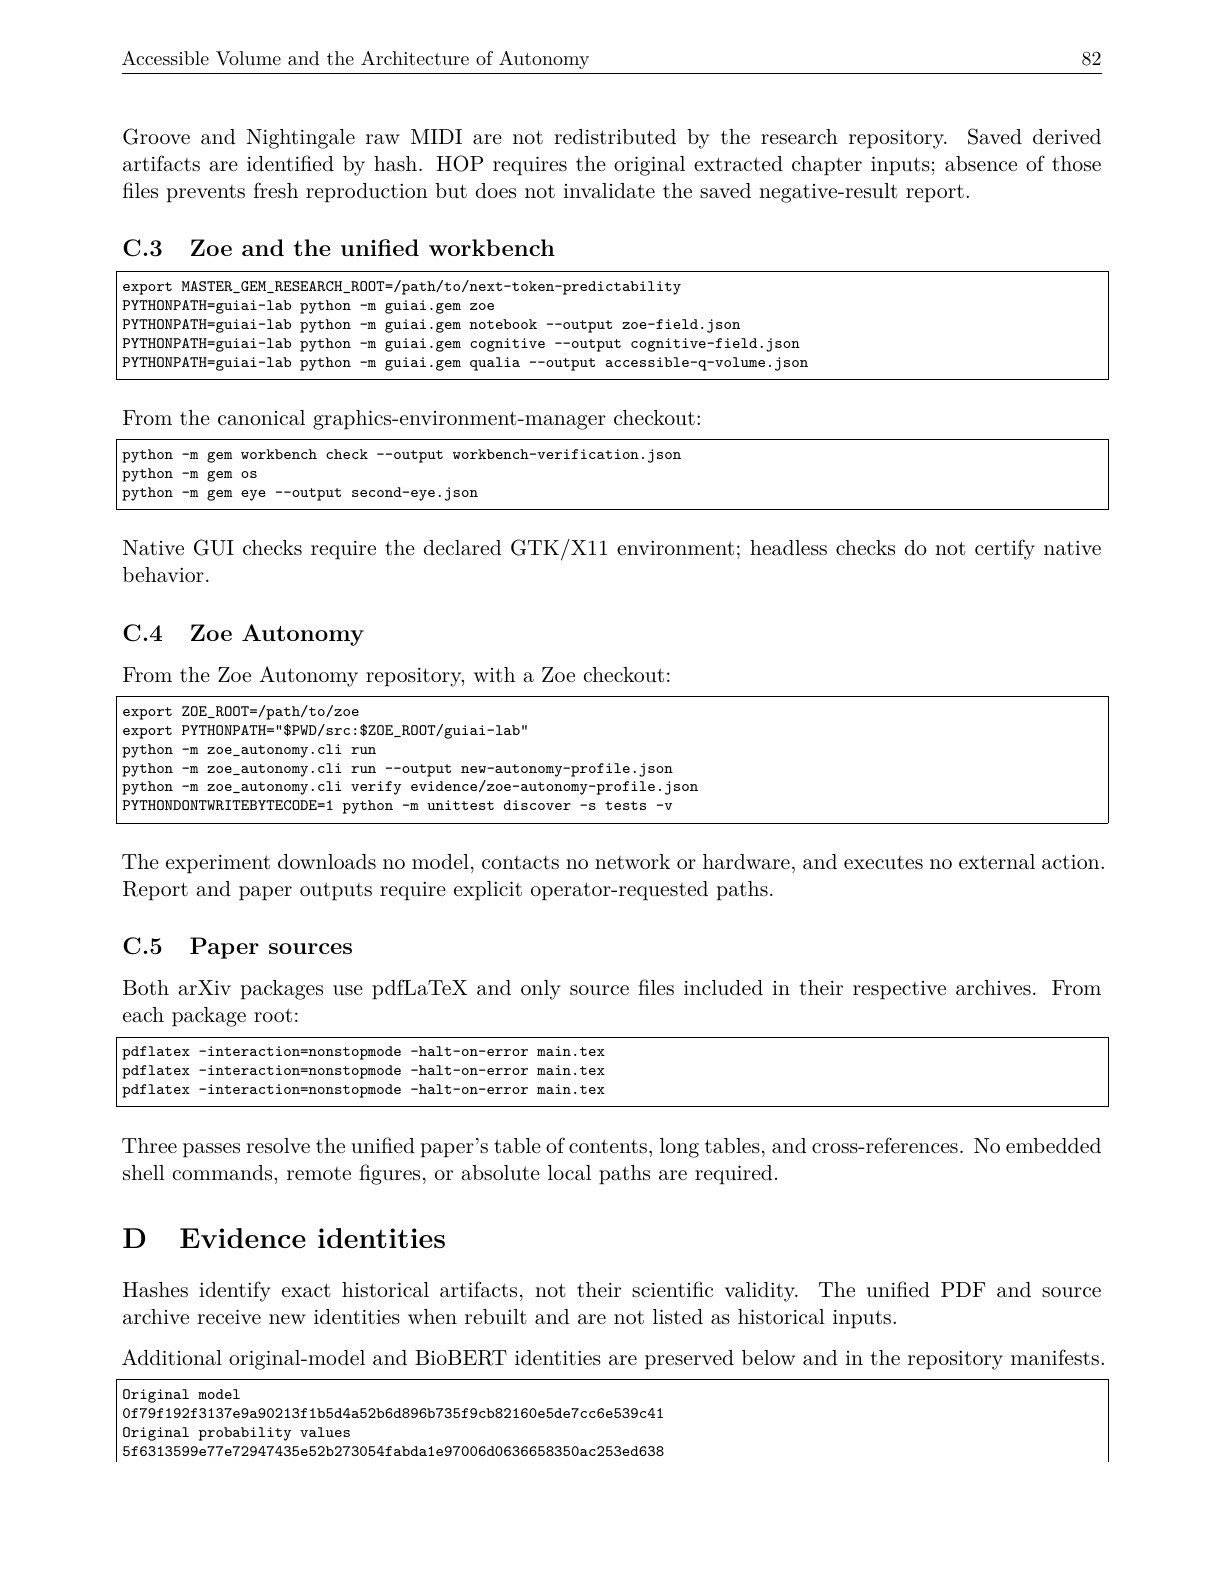 Accessible Volume and the Architecture of Autonomy 82
Groove and Nightingale raw MIDI are not redistributed by the research repository. Saved derived
artifacts are identified by hash. HOP requires the original extracted chapter inputs; absence of those
files prevents fresh reproduction but does not invalidate the saved negative-result report.
C.3 Zoe and the unified workbench
export MASTER_GEM_RESEARCH_ROOT=/path/to/next-token-predictability
PYTHONPATH=guiai-lab python -m guiai.gem zoe
PYTHONPATH=guiai-lab python -m guiai.gem notebook --output zoe-field.json
PYTHONPATH=guiai-lab python -m guiai.gem cognitive --output cognitive-field.json
PYTHONPATH=guiai-lab python -m guiai.gem qualia --output accessible-q-volume.json
From the canonical graphics-environment-manager checkout:
python -m gem workbench check --output workbench-verification.json
python -m gem os
python -m gem eye --output second-eye.json
Native GUI checks require the declared GTK/X11 environment; headless checks do not certify native
behavior.
C.4 Zoe Autonomy
From the Zoe Autonomy repository, with a Zoe checkout:
export ZOE_ROOT=/path/to/zoe
export PYTHONPATH="$PWD/src:$ZOE_ROOT/guiai-lab"
python -m zoe_autonomy.cli run
python -m zoe_autonomy.cli run --output new-autonomy-profile.json
python -m zoe_autonomy.cli verify evidence/zoe-autonomy-profile.json
PYTHONDONTWRITEBYTECODE=1 python -m unittest discover -s tests -v
The experiment downloads no model, contacts no network or hardware, and executes no external action.
Report and paper outputs require explicit operator-requested paths.
C.5 Paper sources
Both arXiv packages use pdfLaTeX and only source files included in their respective archives. From
each package root:
pdflatex -interaction=nonstopmode -halt-on-error main.tex
pdflatex -interaction=nonstopmode -halt-on-error main.tex
pdflatex -interaction=nonstopmode -halt-on-error main.tex
Three passes resolve the unified paper's table of contents, long tables, and cross-references. No embedded
shell commands, remote figures, or absolute local paths are required.
D Evidence identities
Hashes identify exact historical artifacts, not their scientific validity. The unified PDF and source
archive receive new identities when rebuilt and are not listed as historical inputs.
Additional original-model and BioBERT identities are preserved below and in the repository manifests.
Original model
0f79f192f3137e9a90213f1b5d4a52b6d896b735f9cb82160e5de7cc6e539c41
Original probability values
5f6313599e77e72947435e52b273054fabda1e97006d0636658350ac253ed638